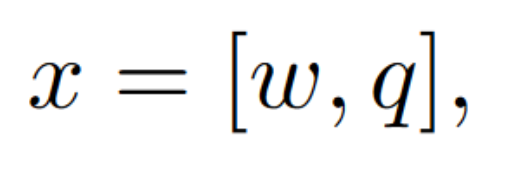 x = [w, q],